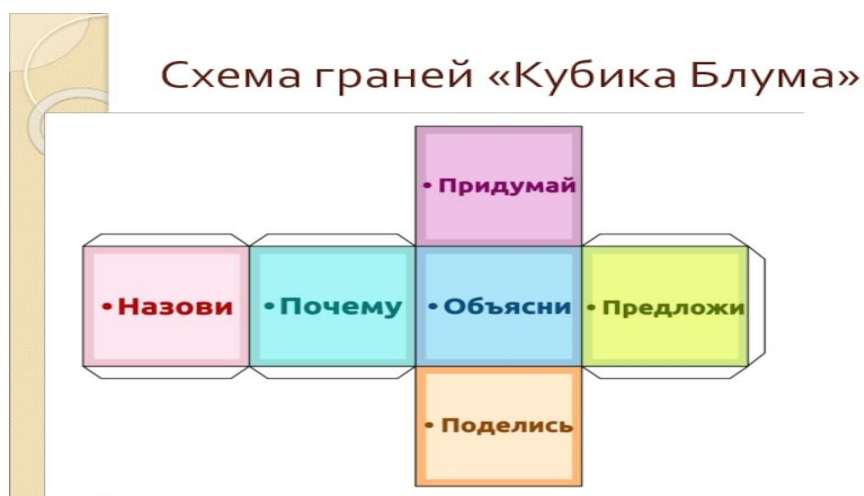 Схема граней «Кубика Блума»
• Придумай
• Назови
• Почему
• Объясни
• Предложи
• Поделись